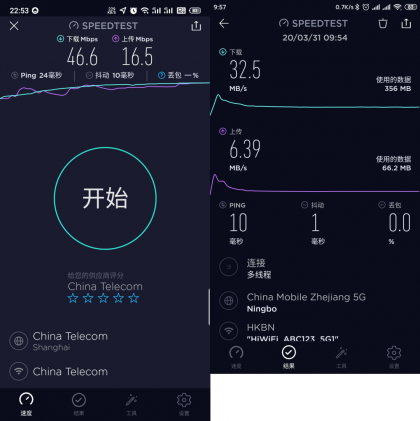 22:53
SPEEDTEST
下载 Mbps 上传 Mbps
46.6 16.5
Ping 24毫秒 抖动 10毫秒 丢包 —%
开始
给您的供应商评分
China Telecom
China Telecom
Shanghai
China Telecom
速度 结果 工具 设置
9:57 0.7K/s
SPEEDTEST
20/03/31 09:54
下载
32.5 使用的数据
MB/s 356 MB
上传
6.39 使用的数据
MB/s 66.2 MB
PING 抖动 丢包
10 1 0.0
毫秒 毫秒 %
连接
多线程
China Mobile Zhejiang 5G
Ningbo
HKBN
"HiWiFi_ABC123_5G1"
速度 结果 工具 设置